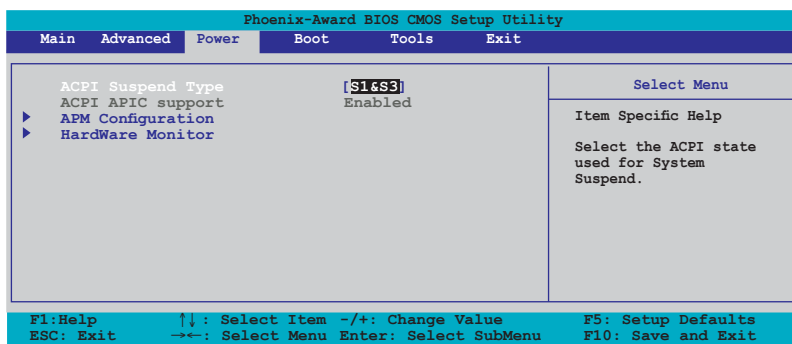 Phoenix-Award BIOS CMOS Setup Utility
Main Advanced Power Boot Tools Exit
ACPI Suspend Type [S1&S3]
ACPI APIC support Enabled
APM Configuration
HardWare Monitor
Select Menu
Item Specific Help
Select the ACPI state
used for System
Suspend.
F1:Help ↑↓: Select Item -/+: Change Value F5: Setup Defaults
ESC: Exit →←: Select Menu Enter: Select SubMenu F10: Save and Exit